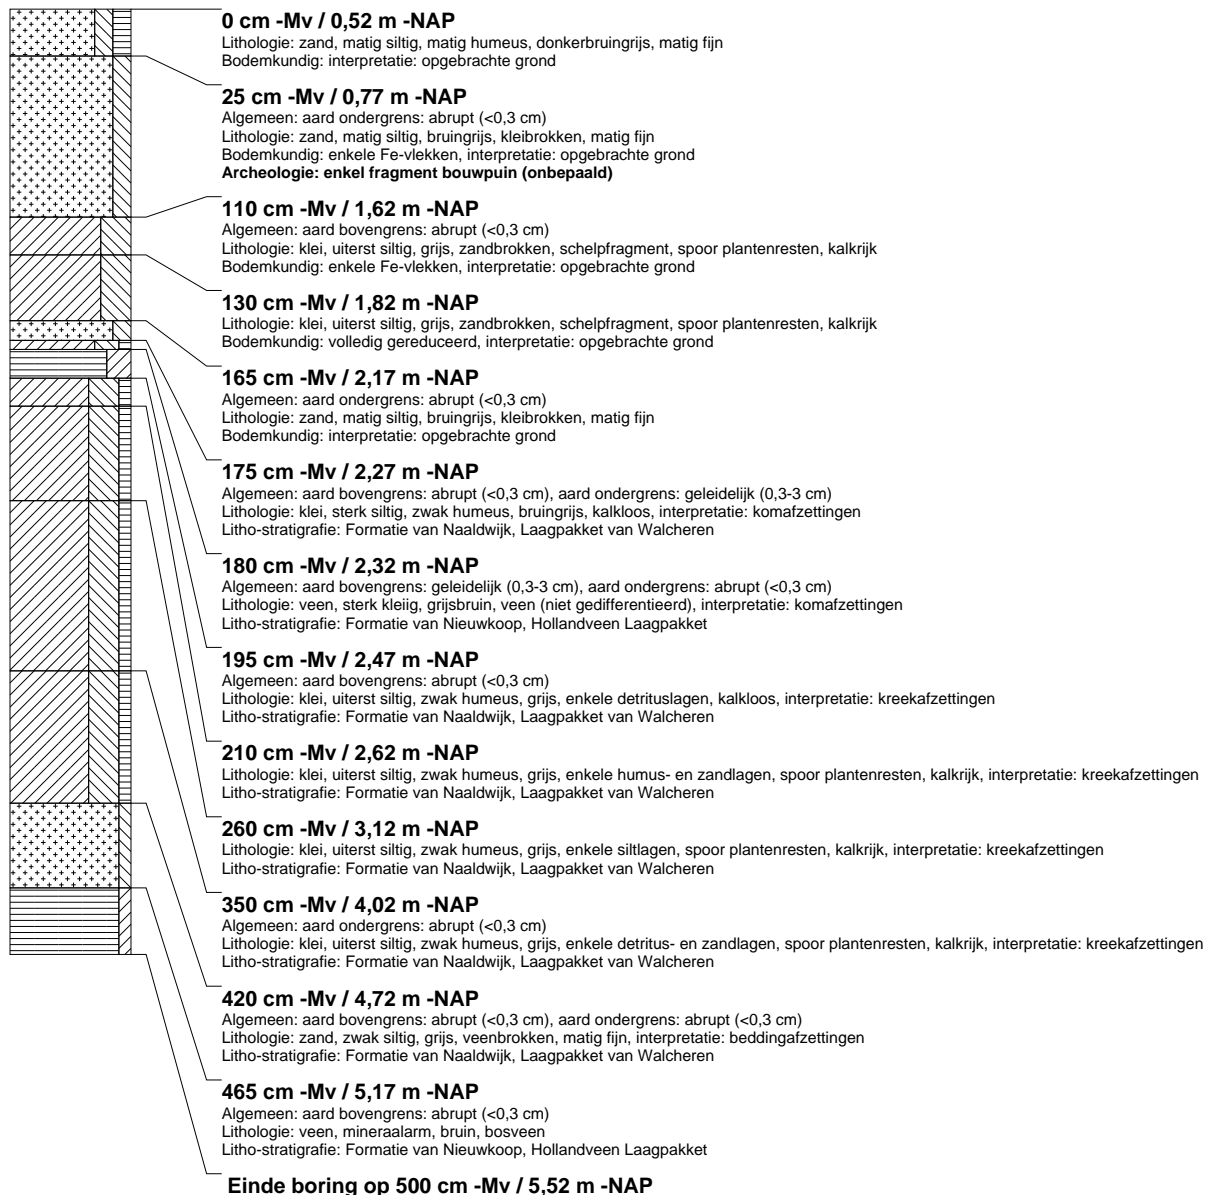 0 cm -Mv / 0,52 m -NAP
Lithologie: zand, matig siltig, matig humeus, donkerbruingrijs, matig fijn
Bodemkundig: interpretatie: opgebrachte grond
25 cm -Mv / 0,77 m -NAP
Algemeen: aard ondergrens: abrupt (<0,3 cm)
Lithologie: zand, matig siltig, bruingrijs, kleibrokken, matig fijn
Bodemkundig: enkele Fe-vlekken, interpretatie: opgebrachte grond
Archeologie: enkel fragment bouwpuin (onbepaald)
110 cm -Mv / 1,62 m -NAP
Algemeen: aard bovengrens: abrupt (<0,3 cm)
Lithologie: klei, uiterst siltig, grijs, zandbrokken, schelpfragment, spoor plantenresten, kalkrijk
Bodemkundig: enkele Fe-vlekken, interpretatie: opgebrachte grond
130 cm -Mv / 1,82 m -NAP
Lithologie: klei, uiterst siltig, grijs, zandbrokken, schelpfragment, spoor plantenresten, kalkrijk
Bodemkundig: volledig gereduceerd, interpretatie: opgebrachte grond
165 cm -Mv / 2,17 m -NAP
Algemeen: aard ondergrens: abrupt (<0,3 cm)
Lithologie: zand, matig siltig, bruingrijs, kleibrokken, matig fijn
Bodemkundig: interpretatie: opgebrachte grond
175 cm -Mv / 2,27 m -NAP
Algemeen: aard bovengrens: abrupt (<0,3 cm), aard ondergrens: geleidelijk (0,3-3 cm)
Lithologie: klei, sterk siltig, zwak humeus, bruingrijs, kalkloos, interpretatie: komafzettingen
Litho-stratigrafie: Formatie van Naaldwijk, Laagpakket van Walcheren
180 cm -Mv / 2,32 m -NAP
Algemeen: aard bovengrens: geleidelijk (0,3-3 cm), aard ondergrens: abrupt (<0,3 cm)
Lithologie: veen, sterk kleiig, grijsbruin, veen (niet gedifferentieerd), interpretatie: komafzettingen
Litho-stratigrafie: Formatie van Nieuwkoop, Hollandveen Laagpakket
195 cm -Mv / 2,47 m -NAP
Algemeen: aard bovengrens: abrupt (<0,3 cm)
Lithologie: klei, uiterst siltig, zwak humeus, grijs, enkele detrituslagen, kalkloos, interpretatie: kreekafzettingen
Litho-stratigrafie: Formatie van Naaldwijk, Laagpakket van Walcheren
210 cm -Mv / 2,62 m -NAP
Lithologie: klei, uiterst siltig, zwak humeus, grijs, enkele humus- en zandlagen, spoor plantenresten, kalkrijk, interpretatie: kreekafzettingen
Litho-stratigrafie: Formatie van Naaldwijk, Laagpakket van Walcheren
260 cm -Mv / 3,12 m -NAP
Lithologie: klei, uiterst siltig, zwak humeus, grijs, enkele siltlagen, spoor plantenresten, kalkrijk, interpretatie: kreekafzettingen
Litho-stratigrafie: Formatie van Naaldwijk, Laagpakket van Walcheren
350 cm -Mv / 4,02 m -NAP
Algemeen: aard ondergrens: abrupt (<0,3 cm)
Lithologie: klei, uiterst siltig, zwak humeus, grijs, enkele detritus- en zandlagen, spoor plantenresten, kalkrijk, interpretatie: kreekafzettingen
Litho-stratigrafie: Formatie van Naaldwijk, Laagpakket van Walcheren
420 cm -Mv / 4,72 m -NAP
Algemeen: aard bovengrens: abrupt (<0,3 cm), aard ondergrens: abrupt (<0,3 cm)
Lithologie: zand, zwak siltig, grijs, veenbrokken, matig fijn, interpretatie: beddingafzettingen
Litho-stratigrafie: Formatie van Naaldwijk, Laagpakket van Walcheren
465 cm -Mv / 5,17 m -NAP
Algemeen: aard bovengrens: abrupt (<0,3 cm)
Lithologie: veen, mineraalarm, bruin, bosveen
Litho-stratigrafie: Formatie van Nieuwkoop, Hollandveen Laagpakket
Einde boring op 500 cm -Mv / 5,52 m -NAP